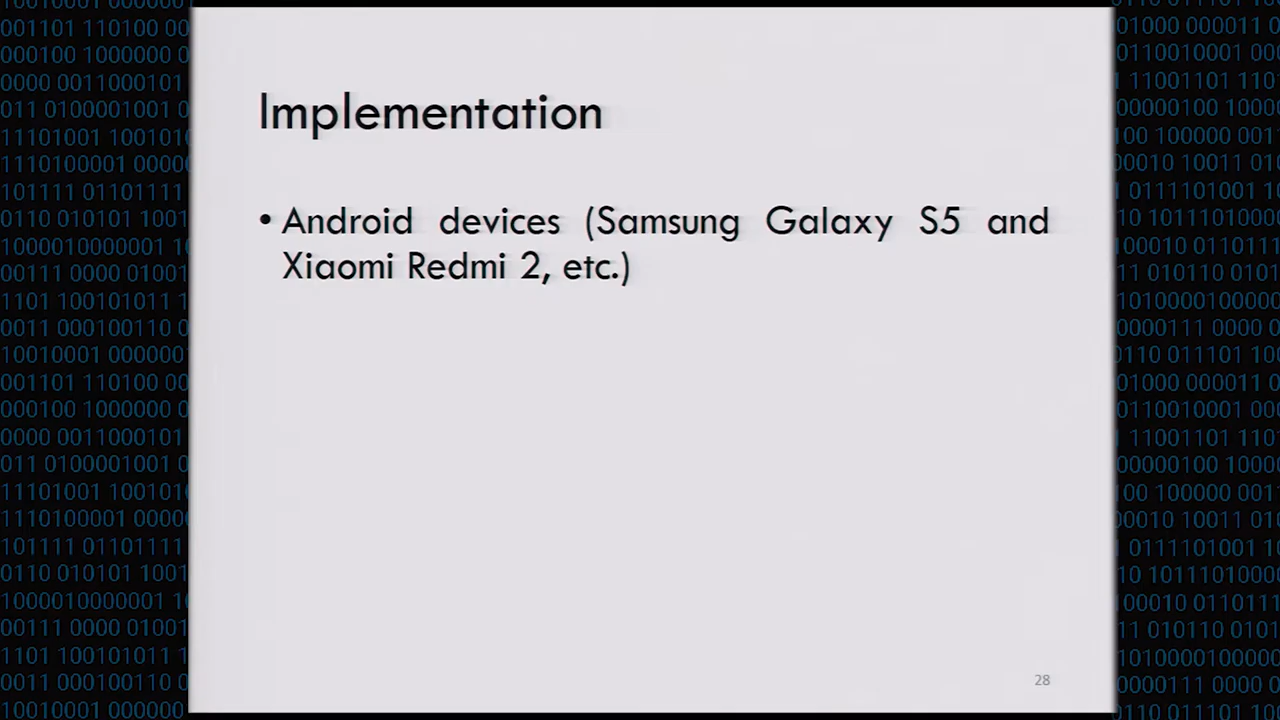 Implementation
• Android devices (Samsung Galaxy S5 and
Xiaomi Redmi 2, etc.)
28